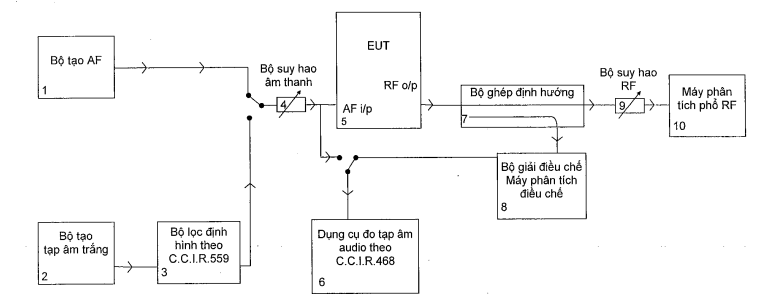 Bộ tạo AF
1
Bộ suy hao
âm thanh
4
EUT
RF o/p
AF i/p
5
Bộ ghép định hướng
7
Bộ suy hao
RF
9
Máy phân
tích phổ RF
10
Bộ giải điều chế
Máy phân tích
điều chế
8
Bộ tạo
tạp âm trắng
2
Bộ lọc định
hình theo
C.C.I.R.559
3
Dụng cụ đo tạp âm
audio theo
C.C.I.R.468
6